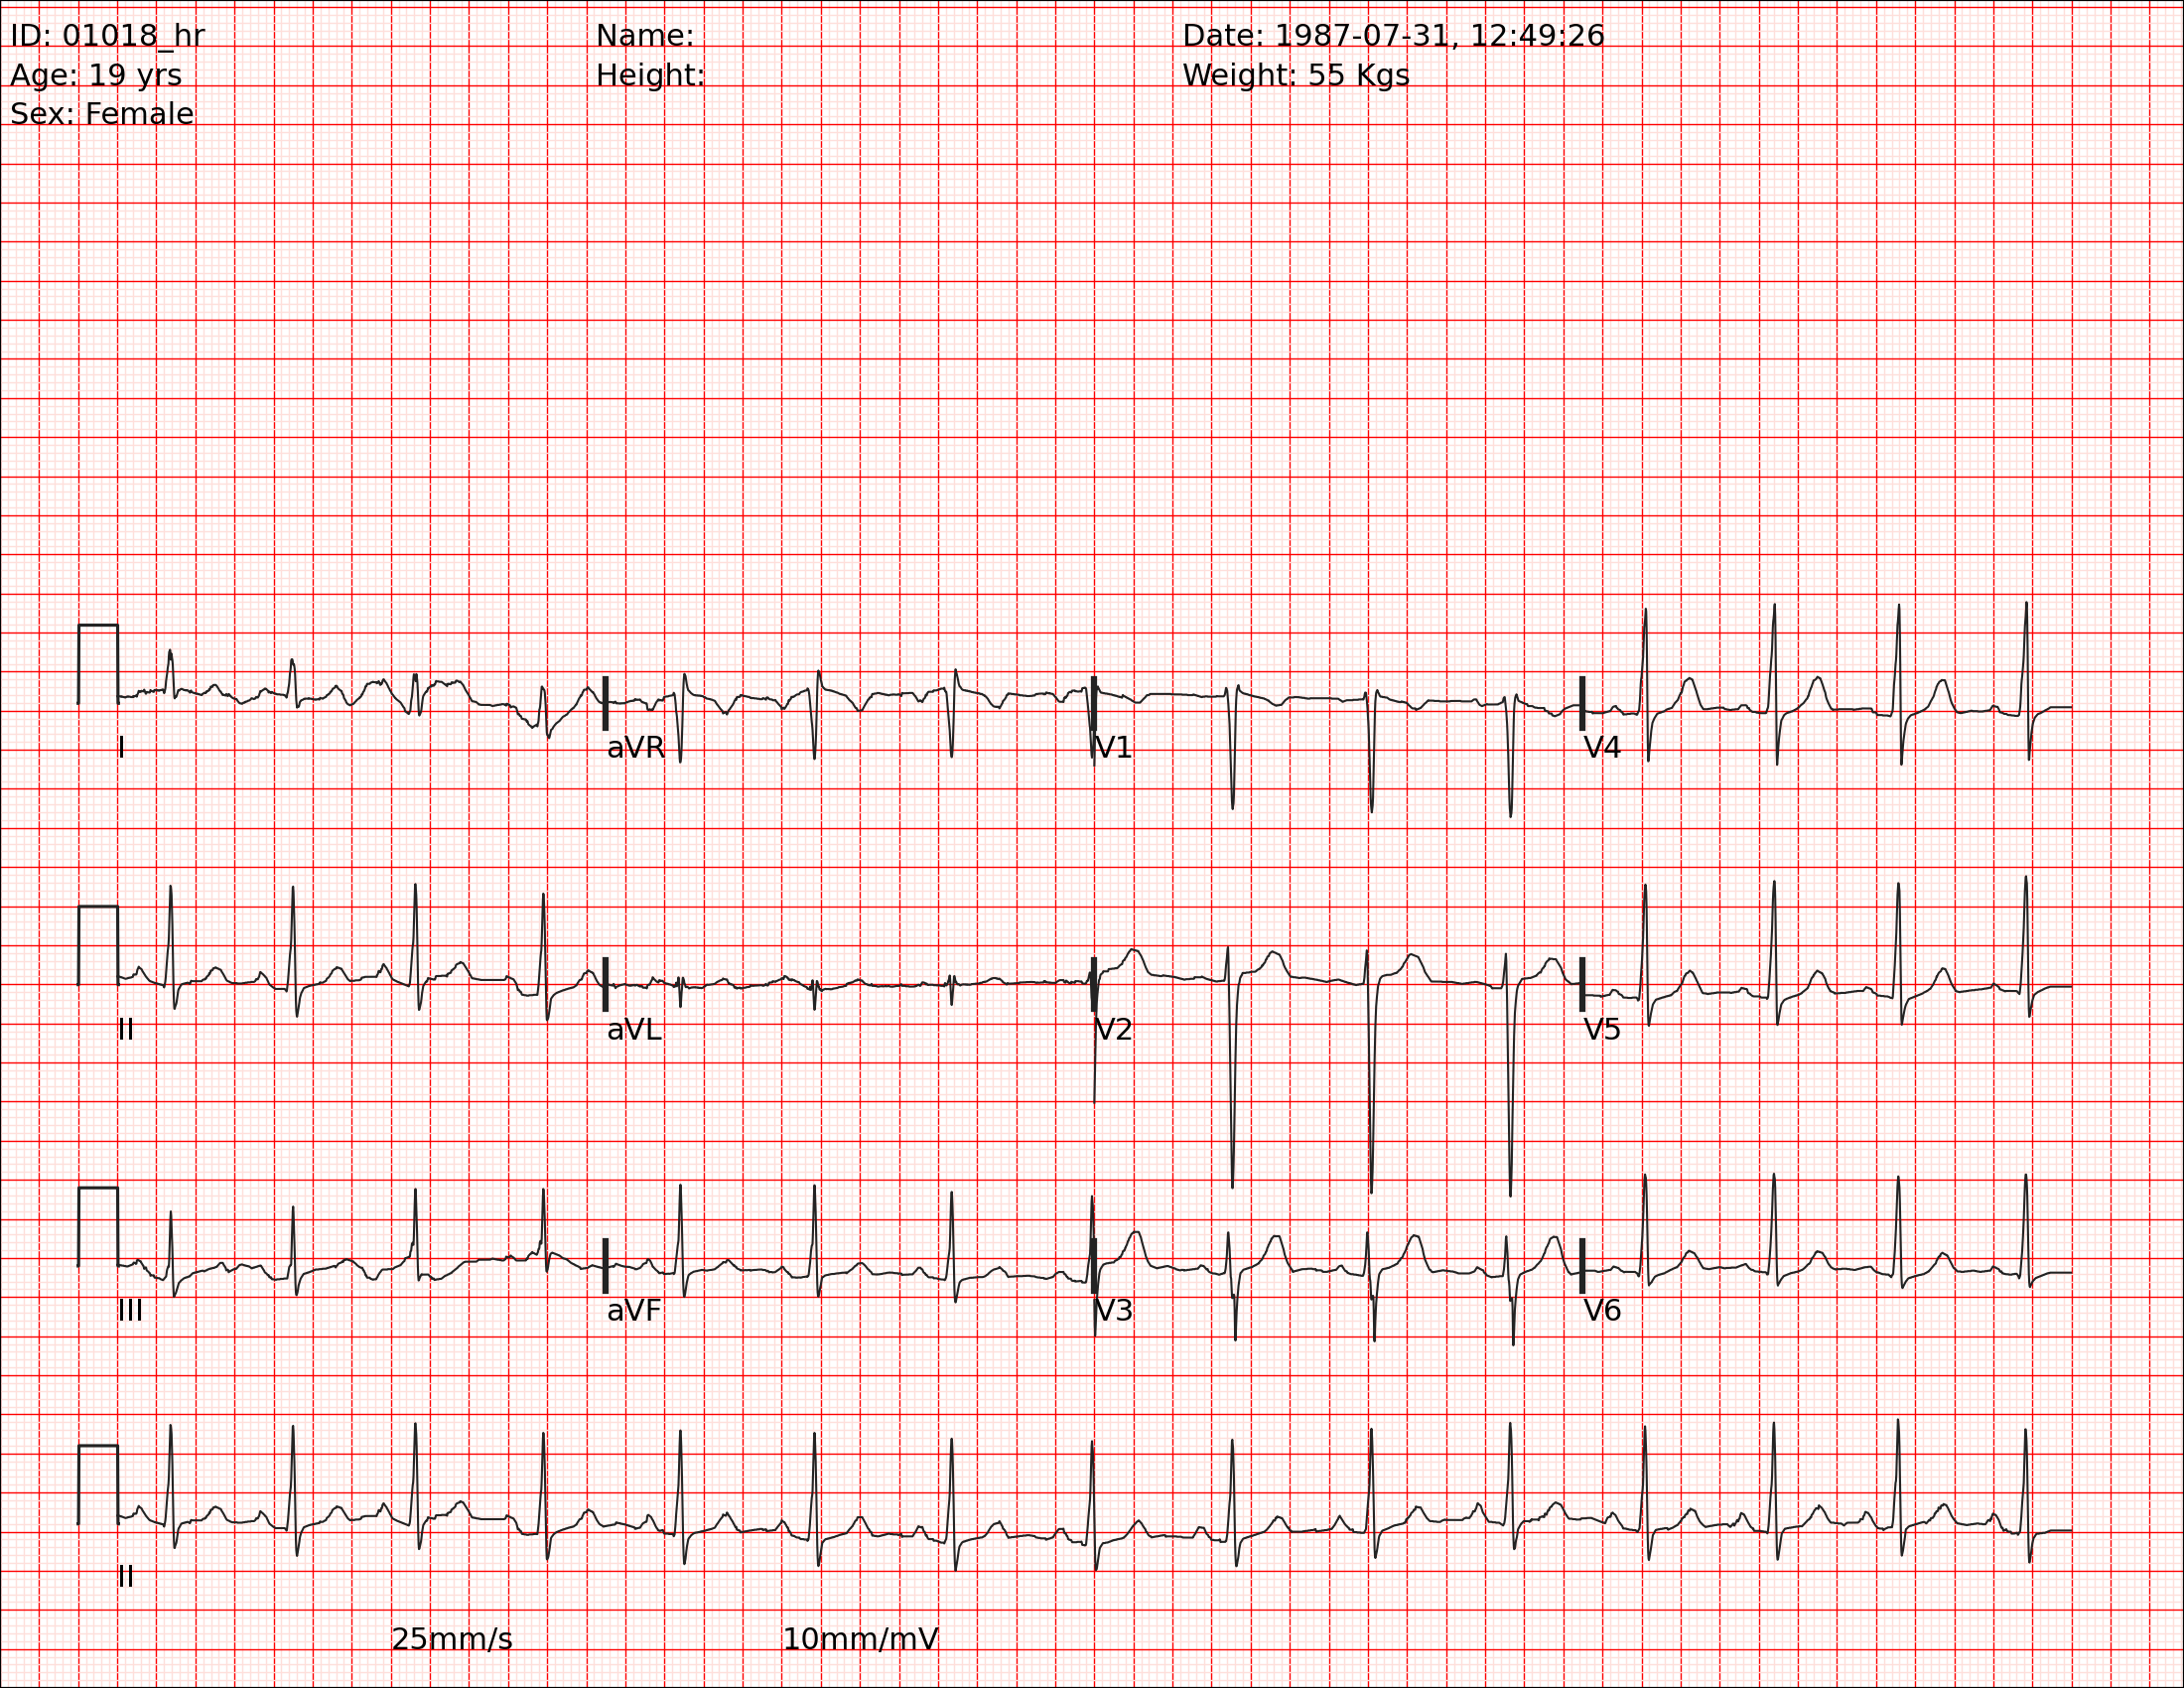 ID: 01018_hr Name: Date: 1987-07-31, 12:49:26
Age: 19 yrs Height: Weight: 55 Kgs
Sex: Female
I aVR V1 V4
II aVL V2 V5
III aVF V3 V6
II
25mm/s 10mm/mV